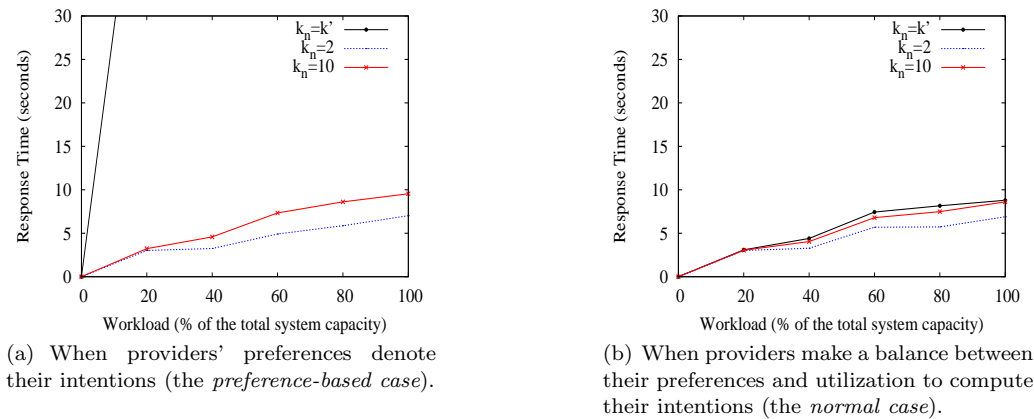 30
25
20
15
10
5
0
Response Time (seconds)
0 20 40 60 80 100
Workload (% of the total system capacity)
k_n=k'
k_n=2
k_n=10
(a) When providers' preferences denote
their intentions (the preference-based case).
30
25
20
15
10
5
0
Response Time (seconds)
0 20 40 60 80 100
Workload (% of the total system capacity)
k_n=k'
k_n=2
k_n=10
(b) When providers make a balance between
their preferences and utilization to compute
their intentions (the normal case).